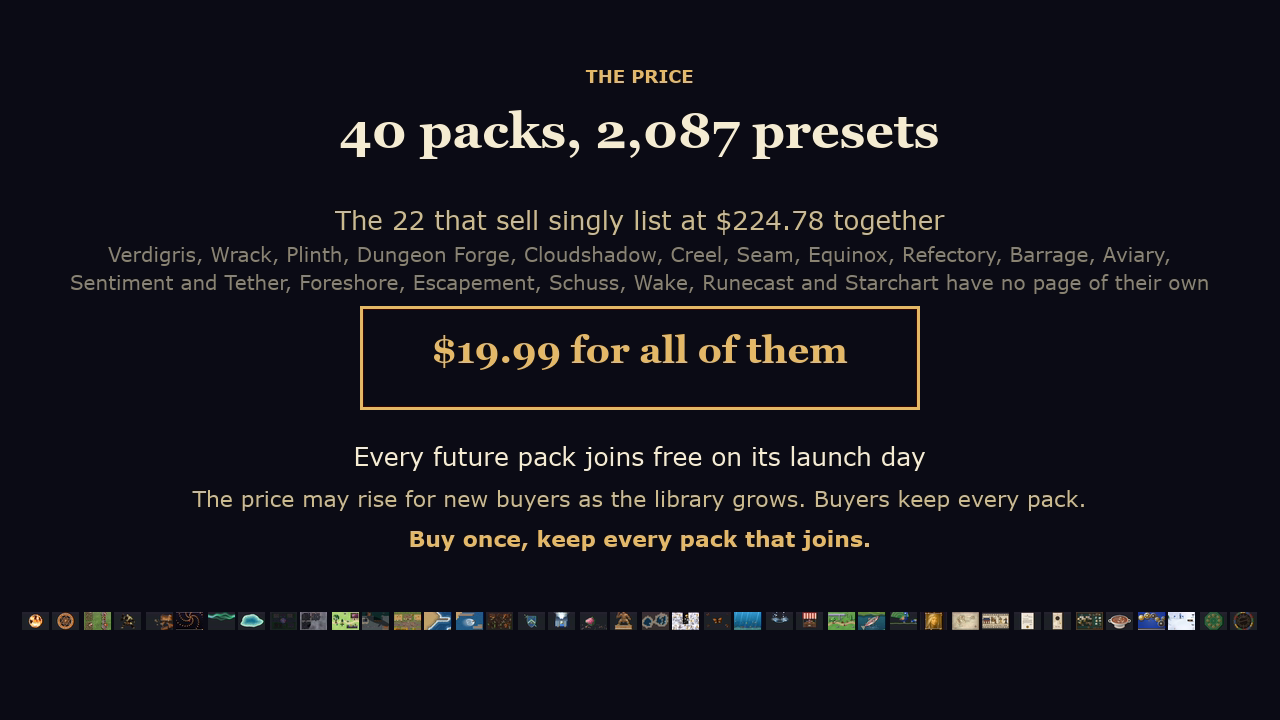 THE PRICE
40 packs, 2,087 presets
The 22 that sell singly list at $224.78 together
Verdigris, Wrack, Plinth, Dungeon Forge, Cloudshadow, Creel, Seam, Equinox, Refectory, Barrage, Aviary,
Sentiment and Tether, Foreshore, Escapement, Schuss, Wake, Runecast and Starchart have no page of their own
$19.99 for all of them
Every future pack joins free on its launch day
The price may rise for new buyers as the library grows. Buyers keep every pack.
Buy once, keep every pack that joins.